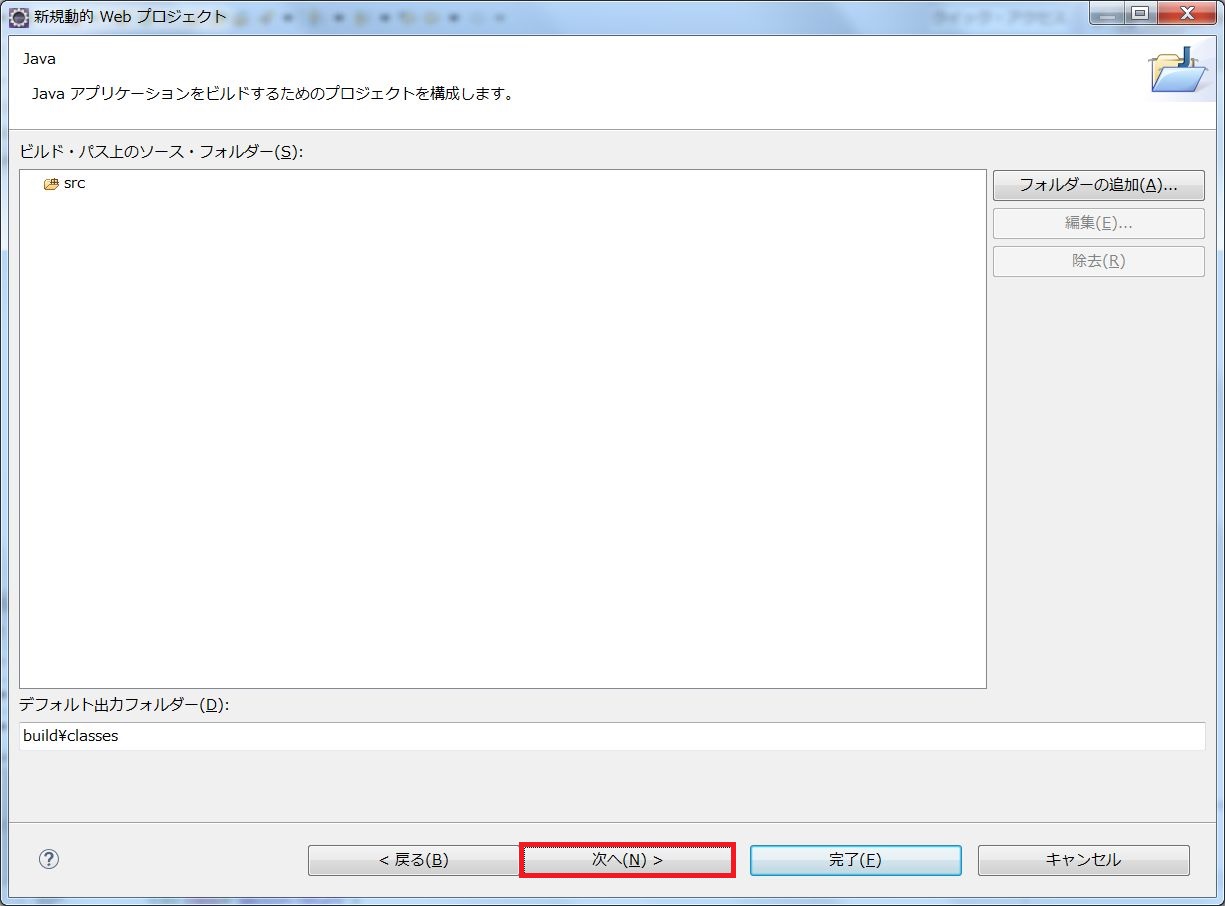 新規動的 Web プロジェクト
Java
Java アプリケーションをビルドするためのプロジェクトを構成します。
ビルド・パス上のソース・フォルダー(S):
src
フォルダーの追加(A)...
編集(E)...
除去(R)
デフォルト出力フォルダー(D):
build¥classes
< 戻る(B)
次へ(N) >
完了(F)
キャンセル